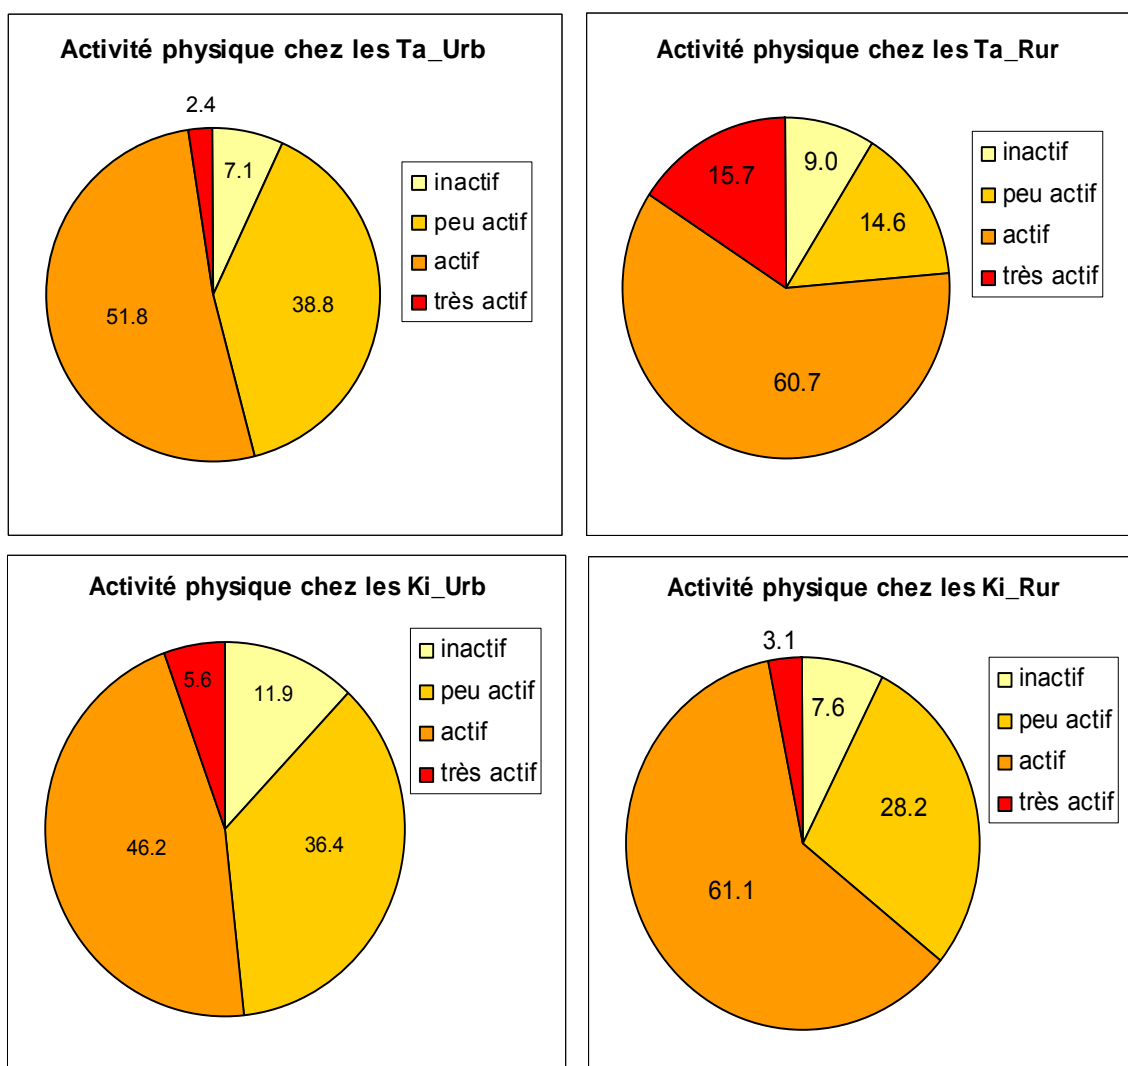 Activité physique chez les Ta_Urb
2.4
7.1
38.8
51.8
inactif
peu actif
actif
très actif
Activité physique chez les Ta_Rur
15.7
9.0
14.6
60.7
inactif
peu actif
actif
très actif
Activité physique chez les Ki_Urb
5.6
11.9
36.4
46.2
inactif
peu actif
actif
très actif
Activité physique chez les Ki_Rur
3.1
7.6
28.2
61.1
inactif
peu actif
actif
très actif